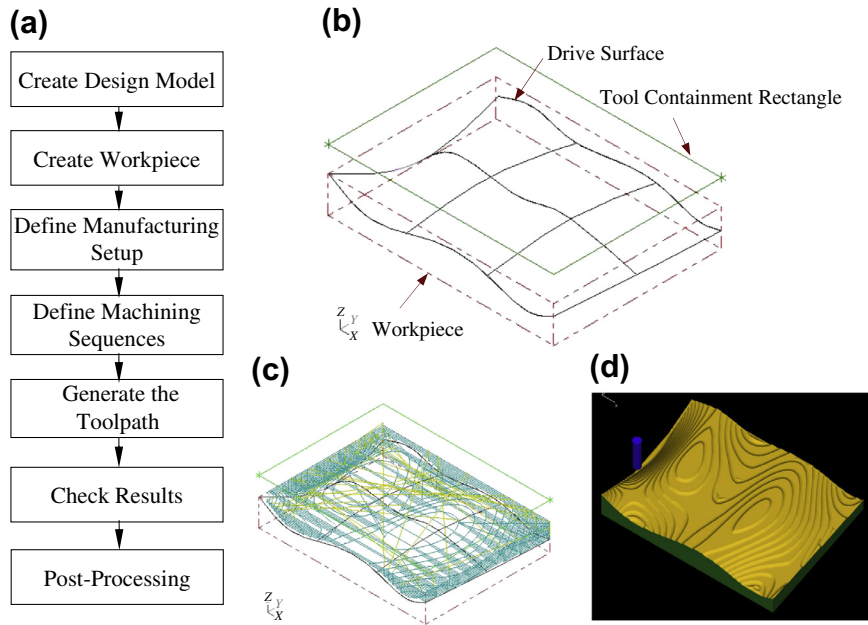 (a)
Create Design Model
Create Workpiece
Define Manufacturing
Setup
Define Machining
Sequences
Generate the
Toolpath
Check Results
Post-Processing
(b)
Drive Surface
Tool Containment Rectangle
Workpiece
Z
Y
X
(c)
Z
Y
X
(d)